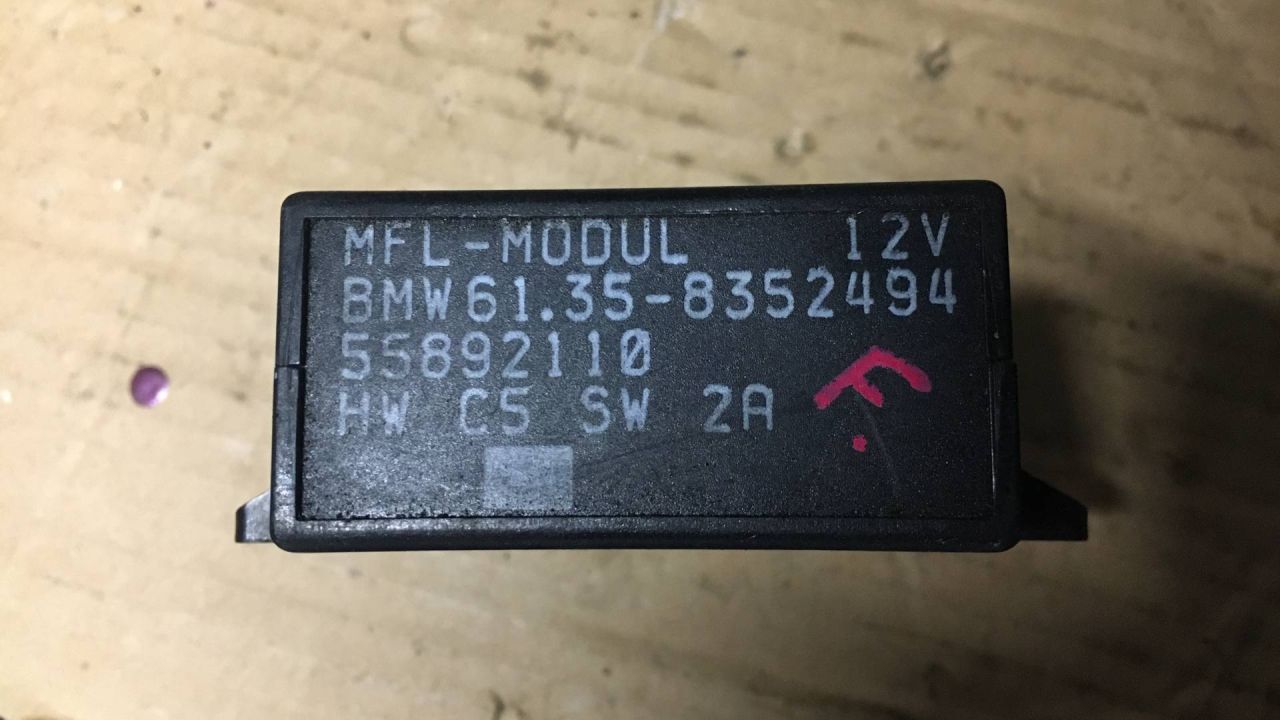 MFL-MODUL 12V
BMW61.35-8352494
55892110
HW C5 SW 2A
F